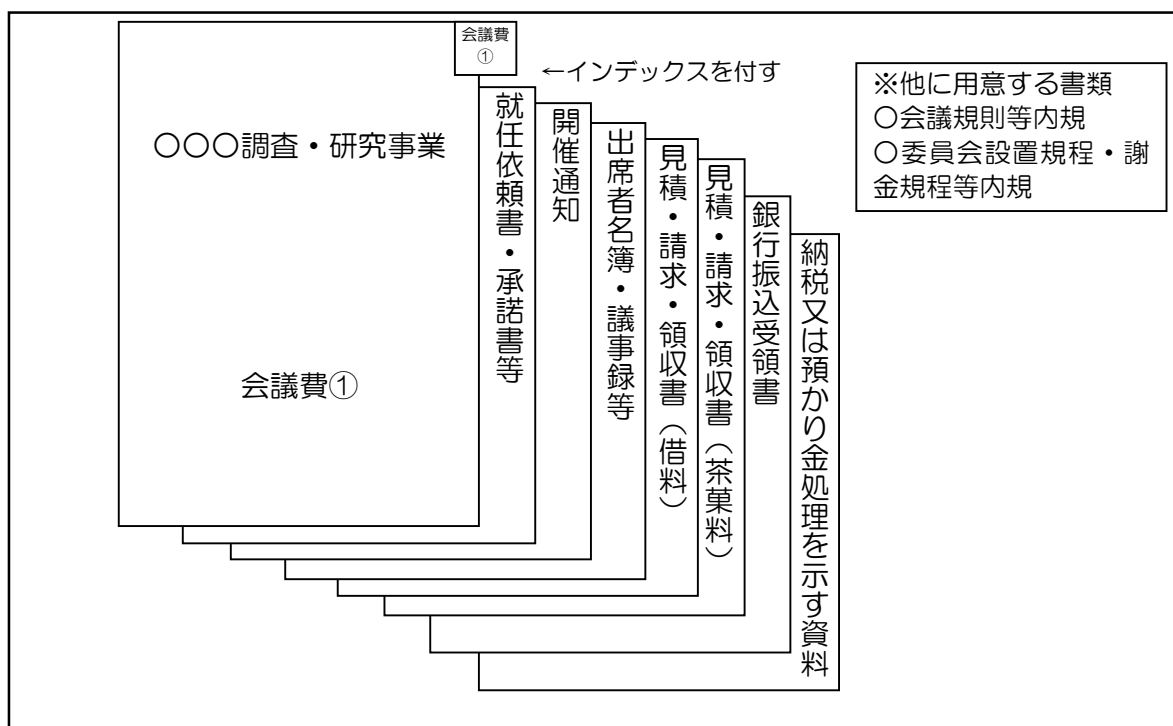 会議費
①
←インデックスを付す
〇〇〇調査・研究事業
会議費①
就任依頼書・承諾書等
開催通知
出席者名簿・議事録等
見積・請求・領収書（借料）
見積・請求・領収書（茶菓料）
銀行振込受領書
納税又は預かり金処理を示す資料
※他に用意する書類
〇会議規則等内規
〇委員会設置規程・謝
金規程等内規